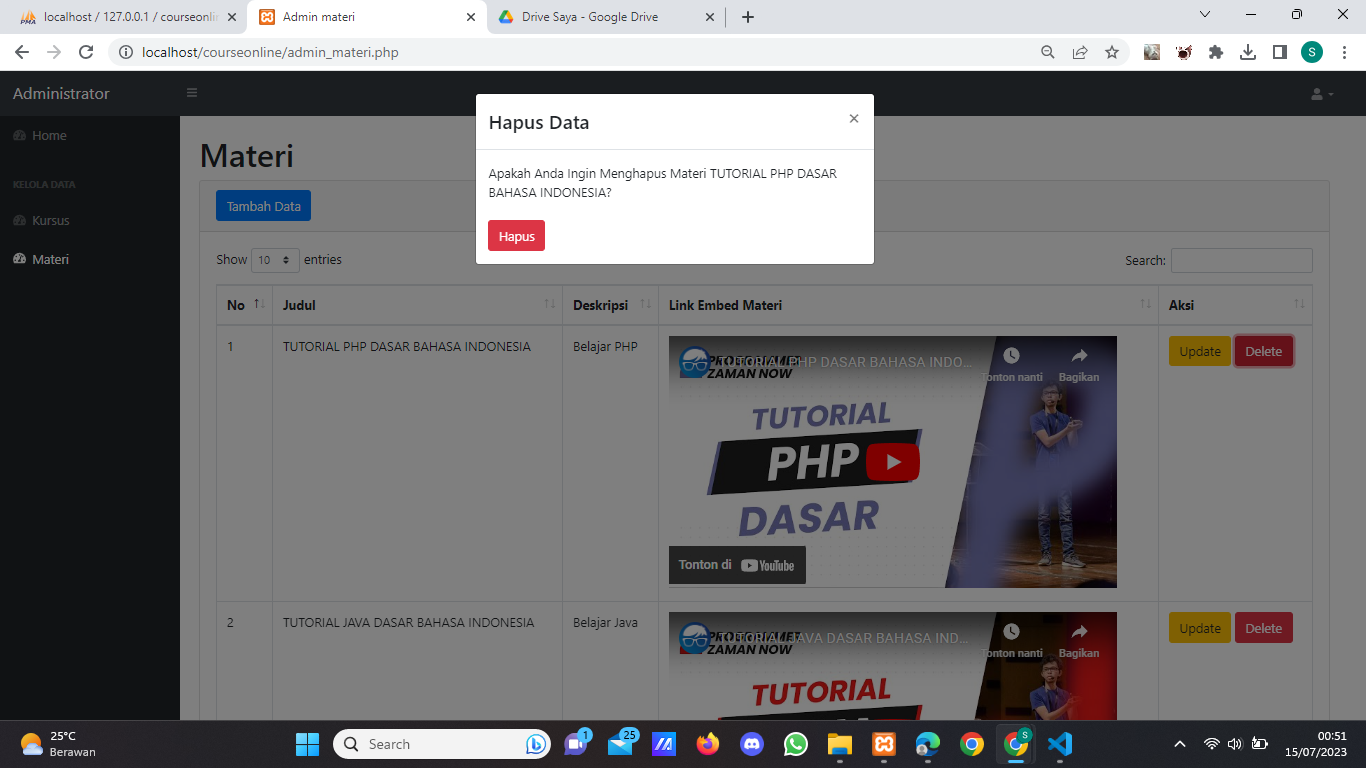 localhost / 127.0.0.1 / courseonlin
Admin materi
Drive Saya - Google Drive
localhost/courseonline/admin_materi.php
S
Administrator
Home
KELOLA DATA
Kursus
Materi
Materi
Tambah Data
Hapus Data
×
Apakah Anda Ingin Menghapus Materi TUTORIAL PHP DASAR
BAHASA INDONESIA?
Hapus
Show 10 entries
Search:
No Judul Deskripsi Link Embed Materi Aksi
1 TUTORIAL PHP DASAR BAHASA INDONESIA Belajar PHP
TUTORIAL PHP DASAR BAHASA INDO...
ZAMAN NOW
Tonton nanti Bagikan
TUTORIAL
PHP
DASAR
Tonton di YouTube
Update Delete
2 TUTORIAL JAVA DASAR BAHASA INDONESIA Belajar Java
TUTORIAL JAVA DASAR BAHASA IND...
ZAMAN NOW
Tonton nanti Bagikan
TUTORIAL
Update Delete
25°C
Berawan
Search
1
25
S
00:51
15/07/2023